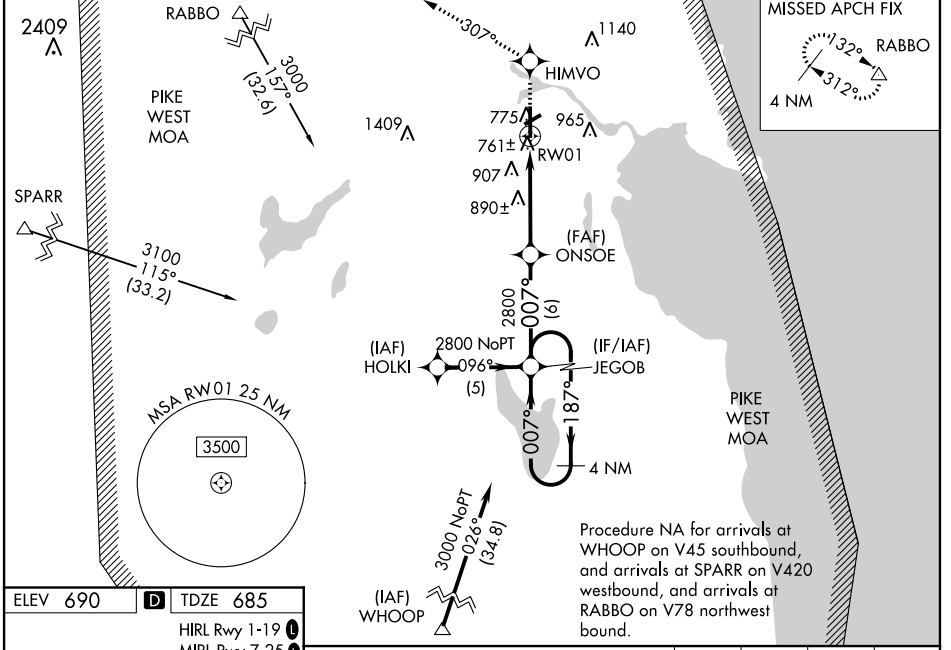 RABBO
2409
3000
157°
(32.6)
PIKE
WEST
MOA
307°
1140
HIMVO
MISSED APCH FIX
132°
RABBO
312°
4 NM
1409
775
965
761±
RW01
907
890±
SPARR
3100
115°
(33.2)
(FAF)
ONSOE
2800
007°
(6)
(IAF)
HOLKI
2800 NoPT
096°
(5)
(IF/IAF)
JEGOB
007°
187°
4 NM
PIKE
WEST
MOA
MSA RW01 25 NM
3500
3000 NoPT
026°
(34.8)
(IAF)
WHOOP
Procedure NA for arrivals at
WHOOP on V45 southbound,
and arrivals at SPARR on V420
westbound, and arrivals at
RABBO on V78 northwest
bound.
ELEV 690
D
TDZE 685
HIRL Rwy 1-19 L
MIRL Rwy 7-25 L